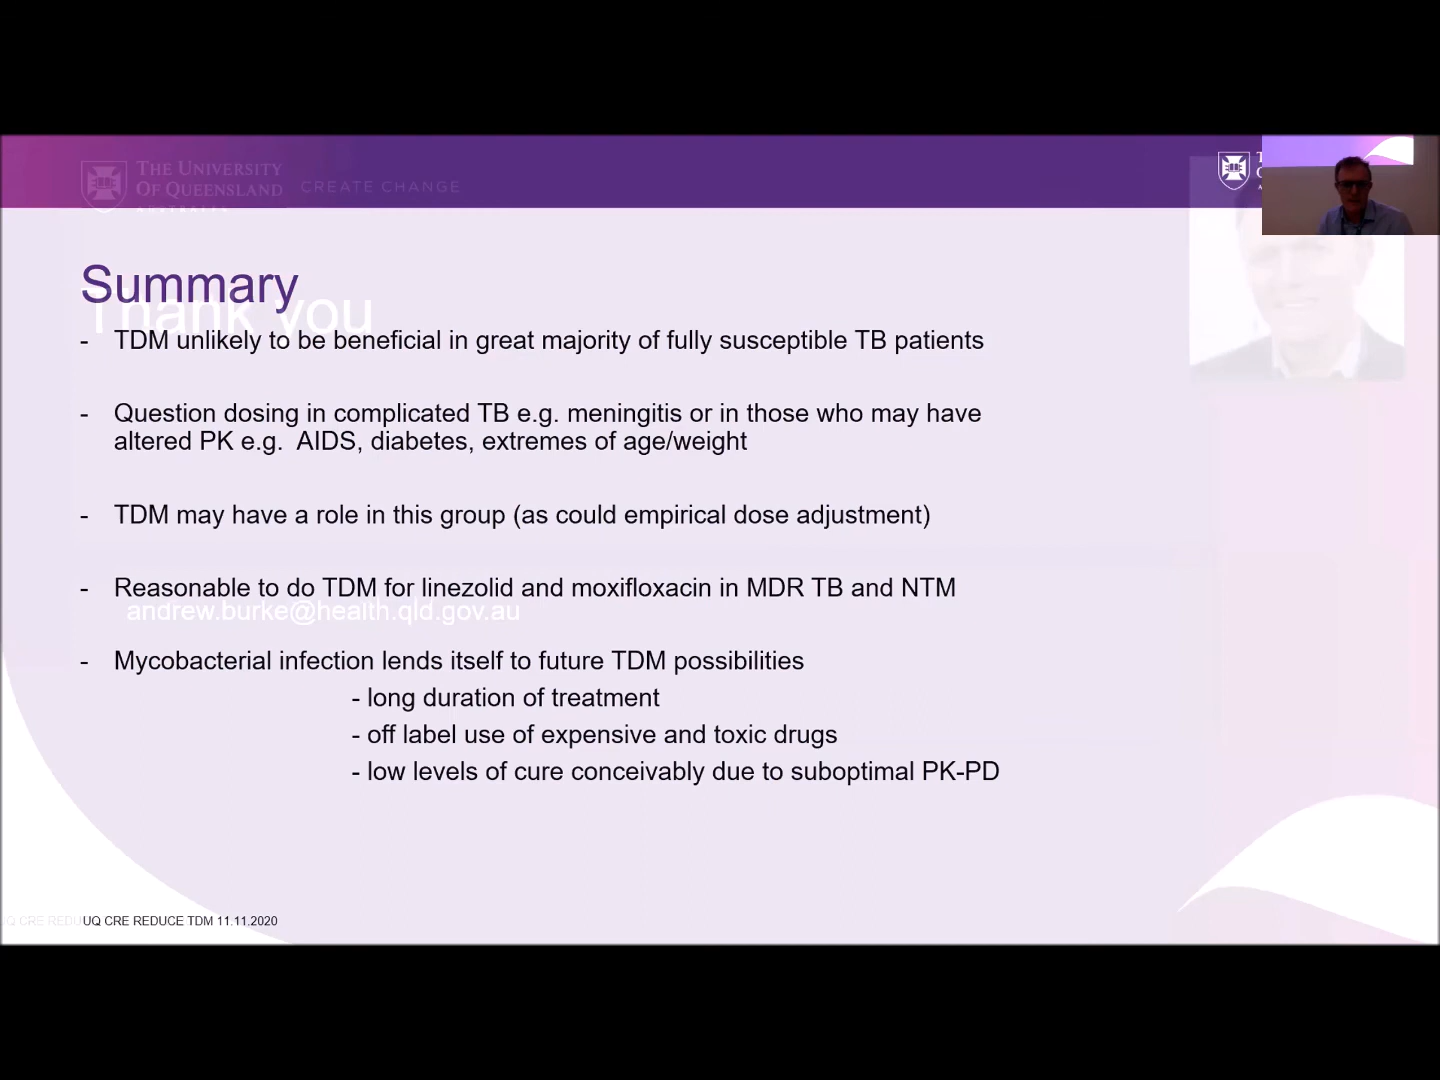 THE UNIVERSITY
OF QUEENSLAND
AUSTRALIA
CREATE CHANGE
Summary
Thank you
- TDM unlikely to be beneficial in great majority of fully susceptible TB patients
- Question dosing in complicated TB e.g. meningitis or in those who may have
altered PK e.g.  AIDS, diabetes, extremes of age/weight
- TDM may have a role in this group (as could empirical dose adjustment)
- Reasonable to do TDM for linezolid and moxifloxacin in MDR TB and NTM
andrew.burke@health.qld.gov.au
- Mycobacterial infection lends itself to future TDM possibilities
- long duration of treatment
- off label use of expensive and toxic drugs
- low levels of cure conceivably due to suboptimal PK-PD
UQ CRE REDUCE TDM 11.11.2020